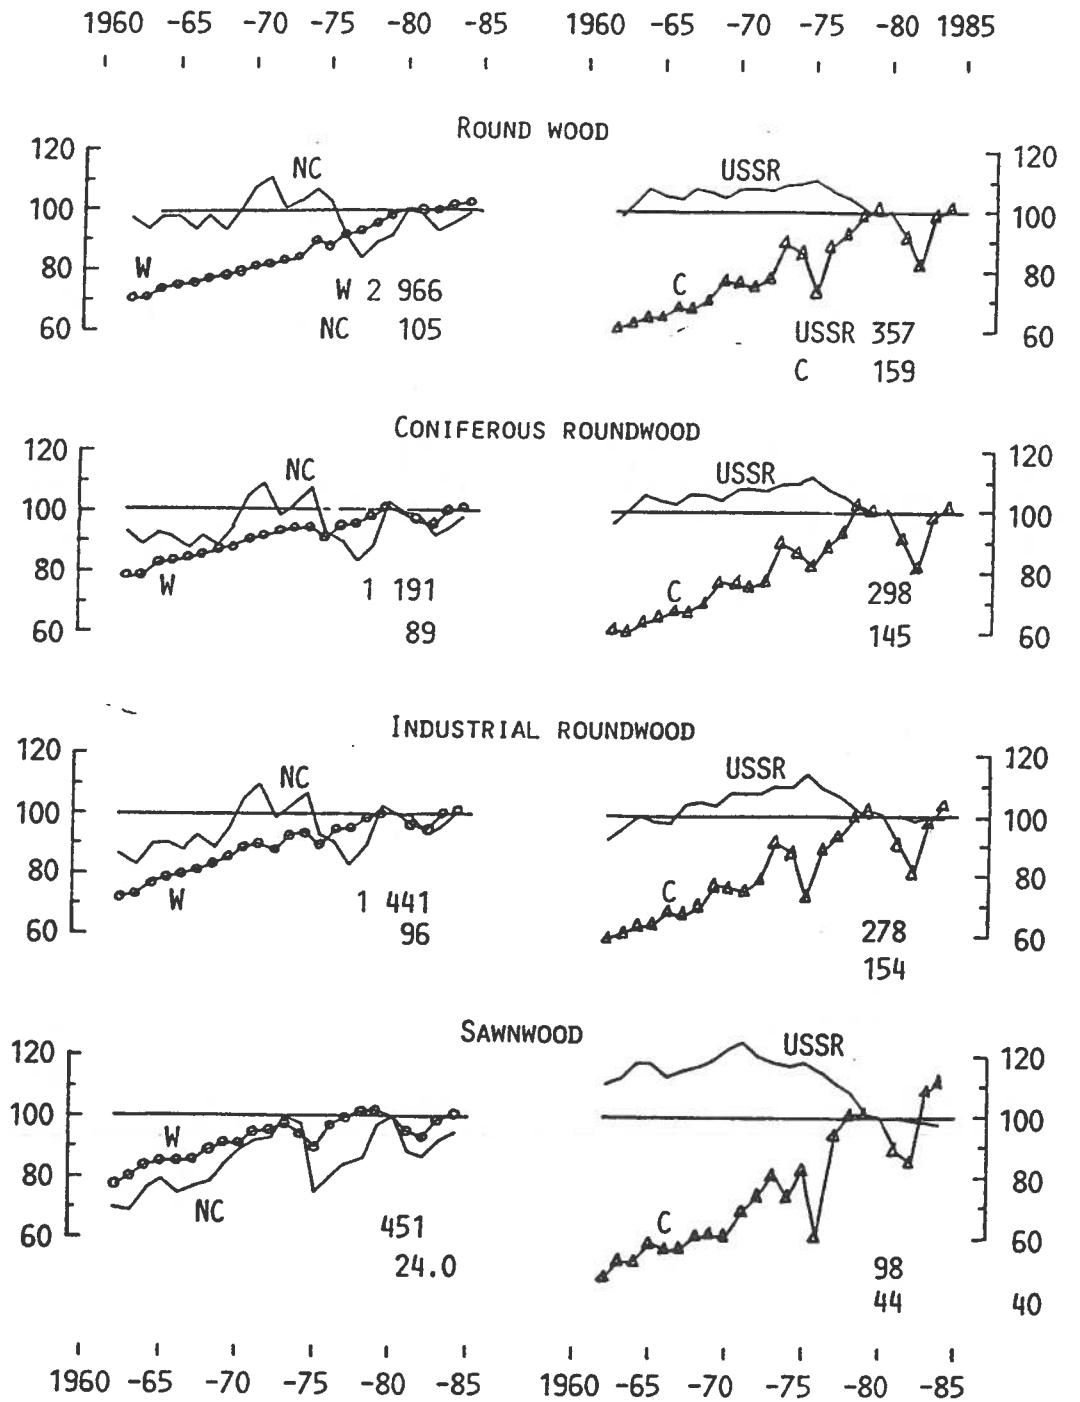 1960 -65 -70 -75 -80 -85 1960 -65 -70 -75 -80 1985
ROUND WOOD
120 NC USSR 120
100 100
80 W W 2 966 C 80
60 NC 105 USSR 357 60
C 159
CONIFEROUS ROUNDWOOD
120 NC USSR 120
100 100
80 W 1 191 C 298 80
60 89 145 60
INDUSTRIAL ROUNDWOOD
120 NC USSR 120
100 100
80 W 1 441 C 80
60 96 278 60
154
SAWNWOOD
120 USSR 120
100 W 100
80 NC 80
60 451 C 60
24.0 98
44 40
1960 -65 -70 -75 -80 -85 1960 -65 -70 -75 -80 -85